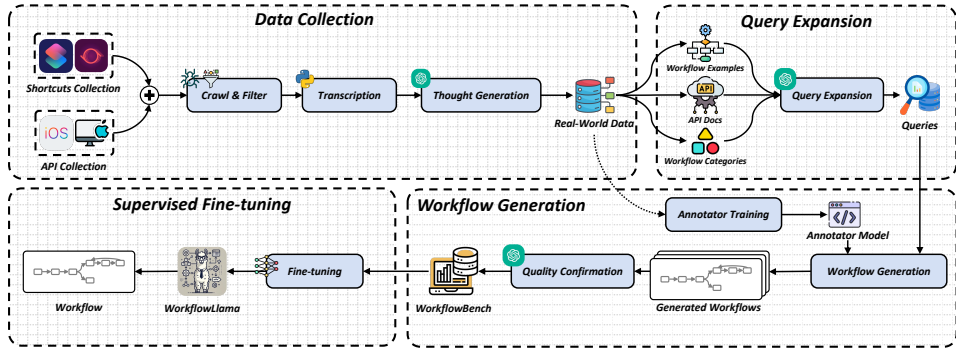 Data Collection
Shortcuts Collection
iOS
API Collection
Crawl & Filter
Transcription
Thought Generation
Real-World Data
Query Expansion
Workflow Examples
API
API Docs
Workflow Categories
Query Expansion
Queries
Supervised Fine-tuning
Workflow
WorkflowLlama
Fine-tuning
Workflow Generation
Annotator Training
Annotator Model
WorkflowBench
Quality Confirmation
Generated Workflows
Workflow Generation